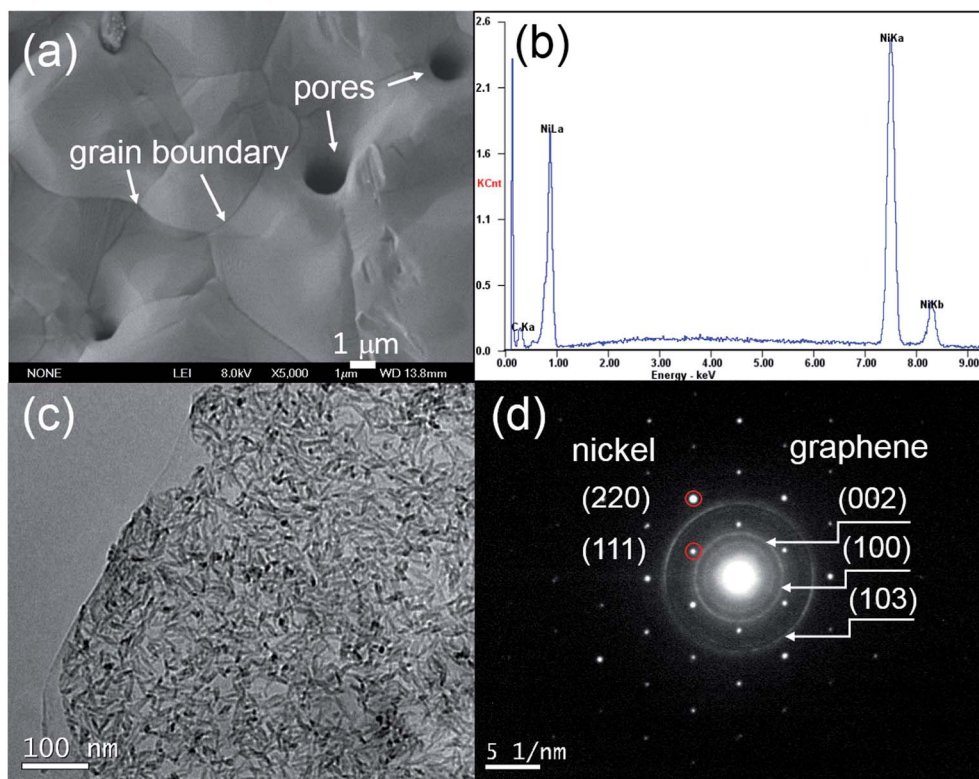 (a)
pores
grain boundary
1 μm
NONE LEI 8.0kV X5,000 1μm WD 13.8mm
(b)
2.6
2.1
1.6
1.1
0.5
0.0
KCnt
C Ka
NiLa
NiKa
NiKb
0.00 1.00 2.00 3.00 4.00 5.00 6.00 7.00 8.00 9.00
Energy - keV
(c)
100 nm
(d)
nickel graphene
(220) (002)
(111) (100)
(103)
5 1/nm